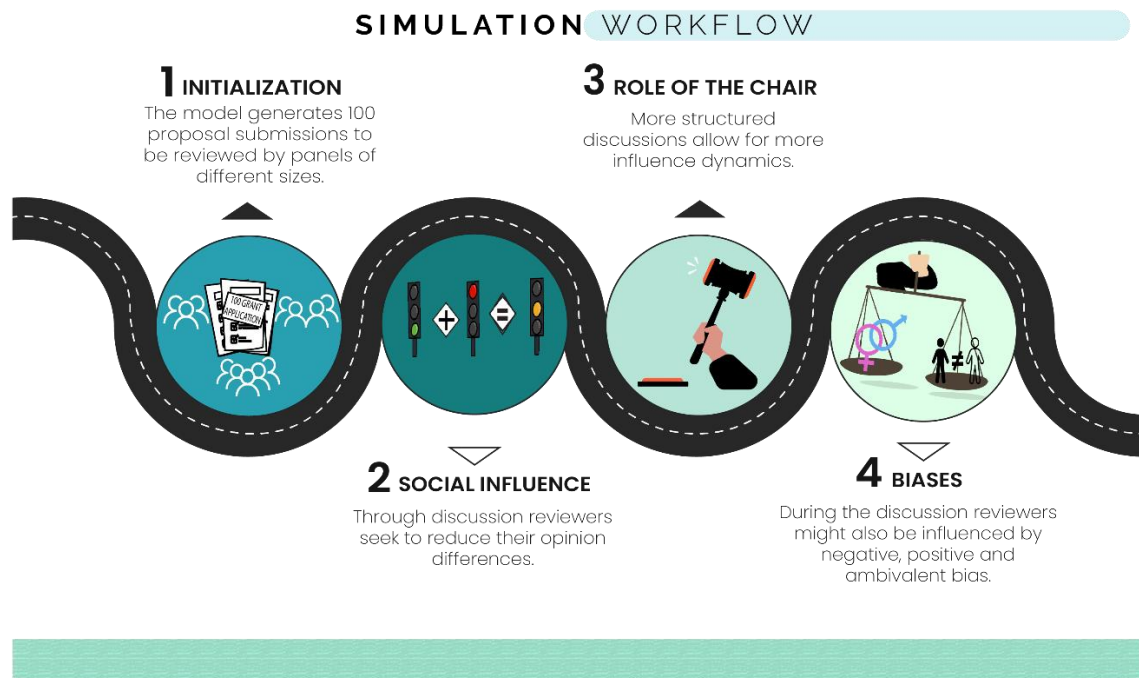 SIMULATION WORKFLOW
1 INITIALIZATION
The model generates 100
proposal submissions to
be reviewed by panels of
different sizes.
3 ROLE OF THE CHAIR
More structured
discussions allow for more
influence dynamics.
100 GRANT
APPLICATION
2 SOCIAL INFLUENCE
Through discussion reviewers
seek to reduce their opinion
differences.
4 BIASES
During the discussion reviewers
might also be influenced by
negative, positive and
ambivalent bias.